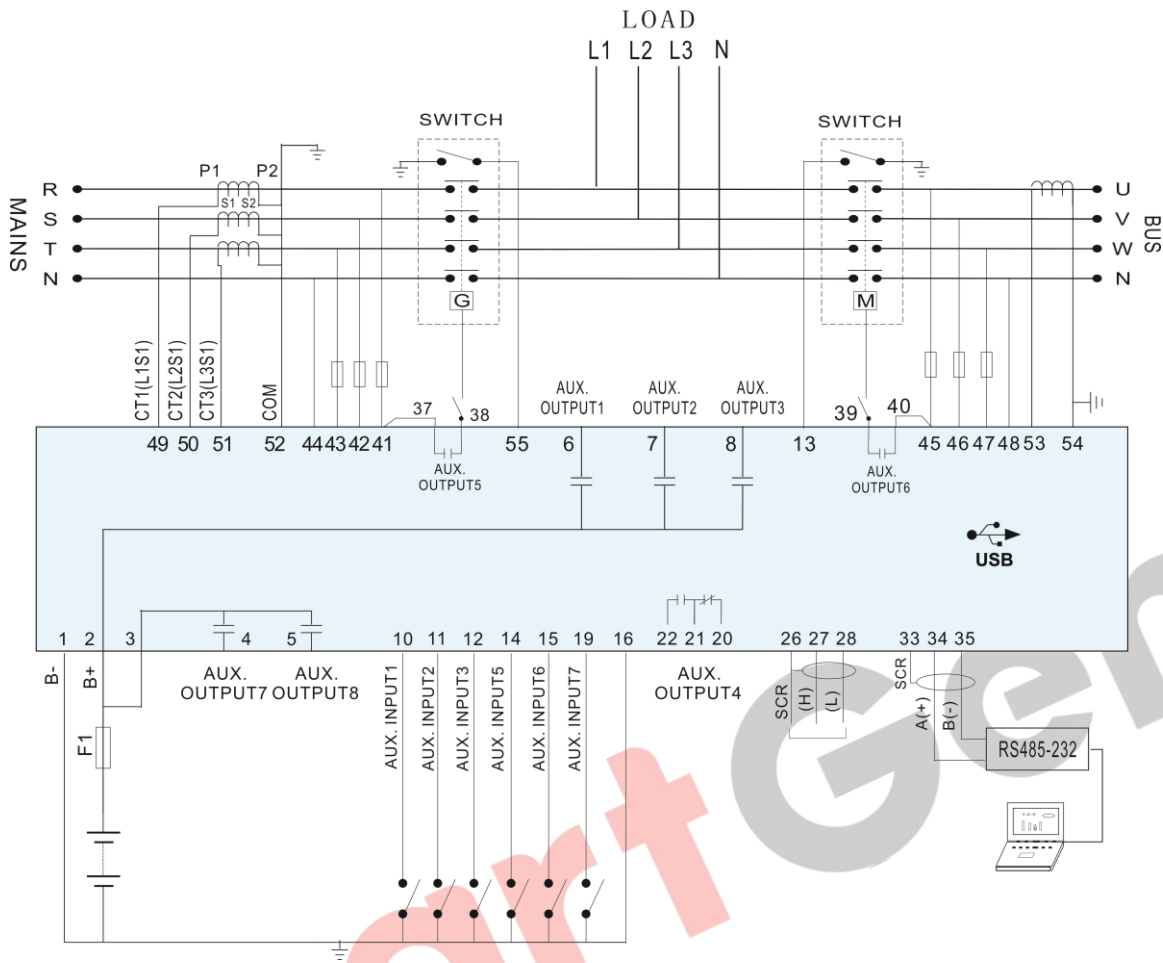 LOAD
L1 L2 L3 N
SWITCH SWITCH
P1 P2
S1 S2
MAINS
R
S
T
N
BUS
U
V
W
N
G M
CT1(L1S1)
CT2(L2S1)
CT3(L3S1)
COM
AUX. OUTPUT1
AUX. OUTPUT2
AUX. OUTPUT3
37 38 39 40
49 50 51 52 44 43 42 41 55 6 7 8 13 45 46 47 48 53 54
AUX. OUTPUT5
AUX. OUTPUT6
USB
1 2 3 4 5 10 11 12 14 15 19 16 22 21 20 26 27 28 33 34 35
B-
B+
AUX. OUTPUT7
AUX. OUTPUT8
AUX. INPUT1
AUX. INPUT2
AUX. INPUT3
AUX. INPUT5
AUX. INPUT6
AUX. INPUT7
AUX. OUTPUT4
SCR
(H)
(L)
SCR
A(+)
B(-)
F1
RS485-232
artGen